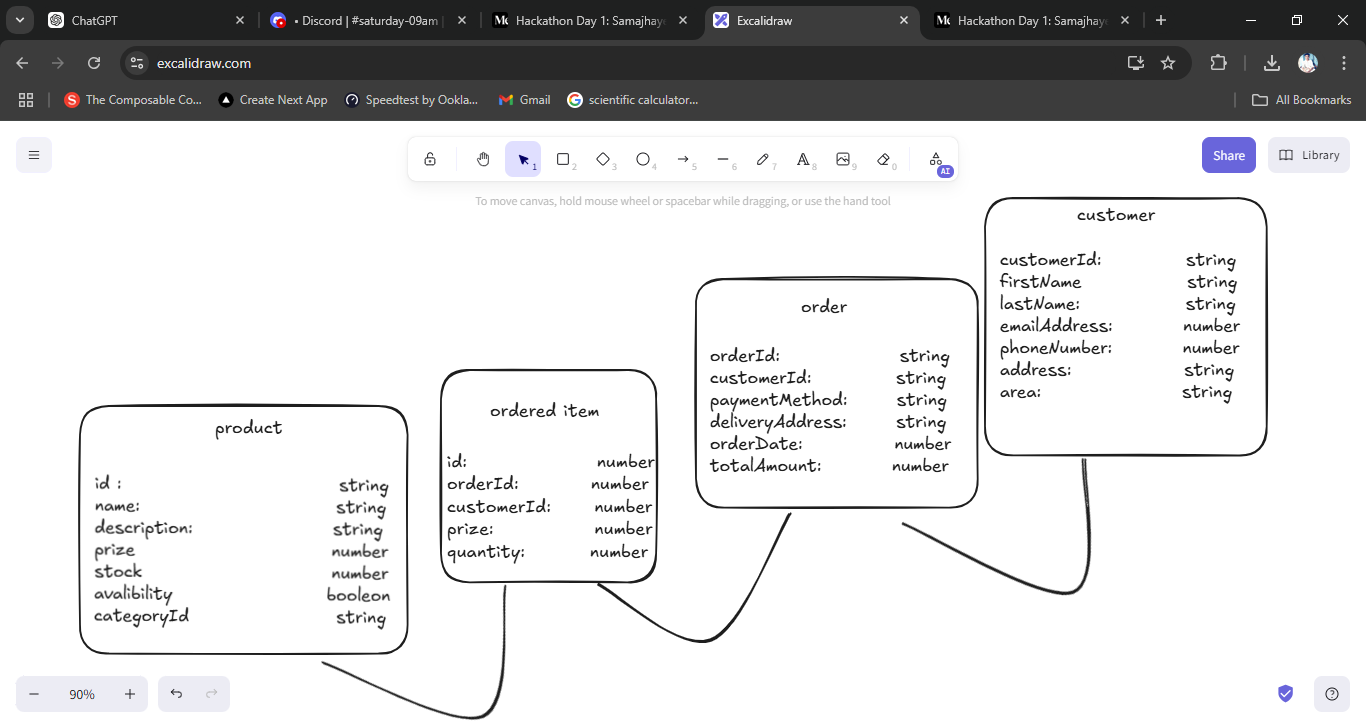 ChatGPT
• Discord | #saturday-09am
Hackathon Day 1: Samajhaye
Excalidraw
Hackathon Day 1: Samajhaye
excalidraw.com
The Composable Co...
Create Next App
Speedtest by Ookla...
Gmail
scientific calculator...
All Bookmarks
1 2 3 4 5 6 7 8 9 0 AI
Share
Library
To move canvas, hold mouse wheel or spacebar while dragging, or use the hand tool
product
id : string
name: string
description: string
prize number
stock number
avalibility booleon
categoryId string
ordered item
id: number
orderId: number
customerId: number
prize: number
quantity: number
order
orderId: string
customerId: string
paymentMethod: string
deliveryAddress: string
orderDate: number
totalAmount: number
customer
customerId: string
firstName string
lastName: string
emailAddress: number
phoneNumber: number
address: string
area: string
90%